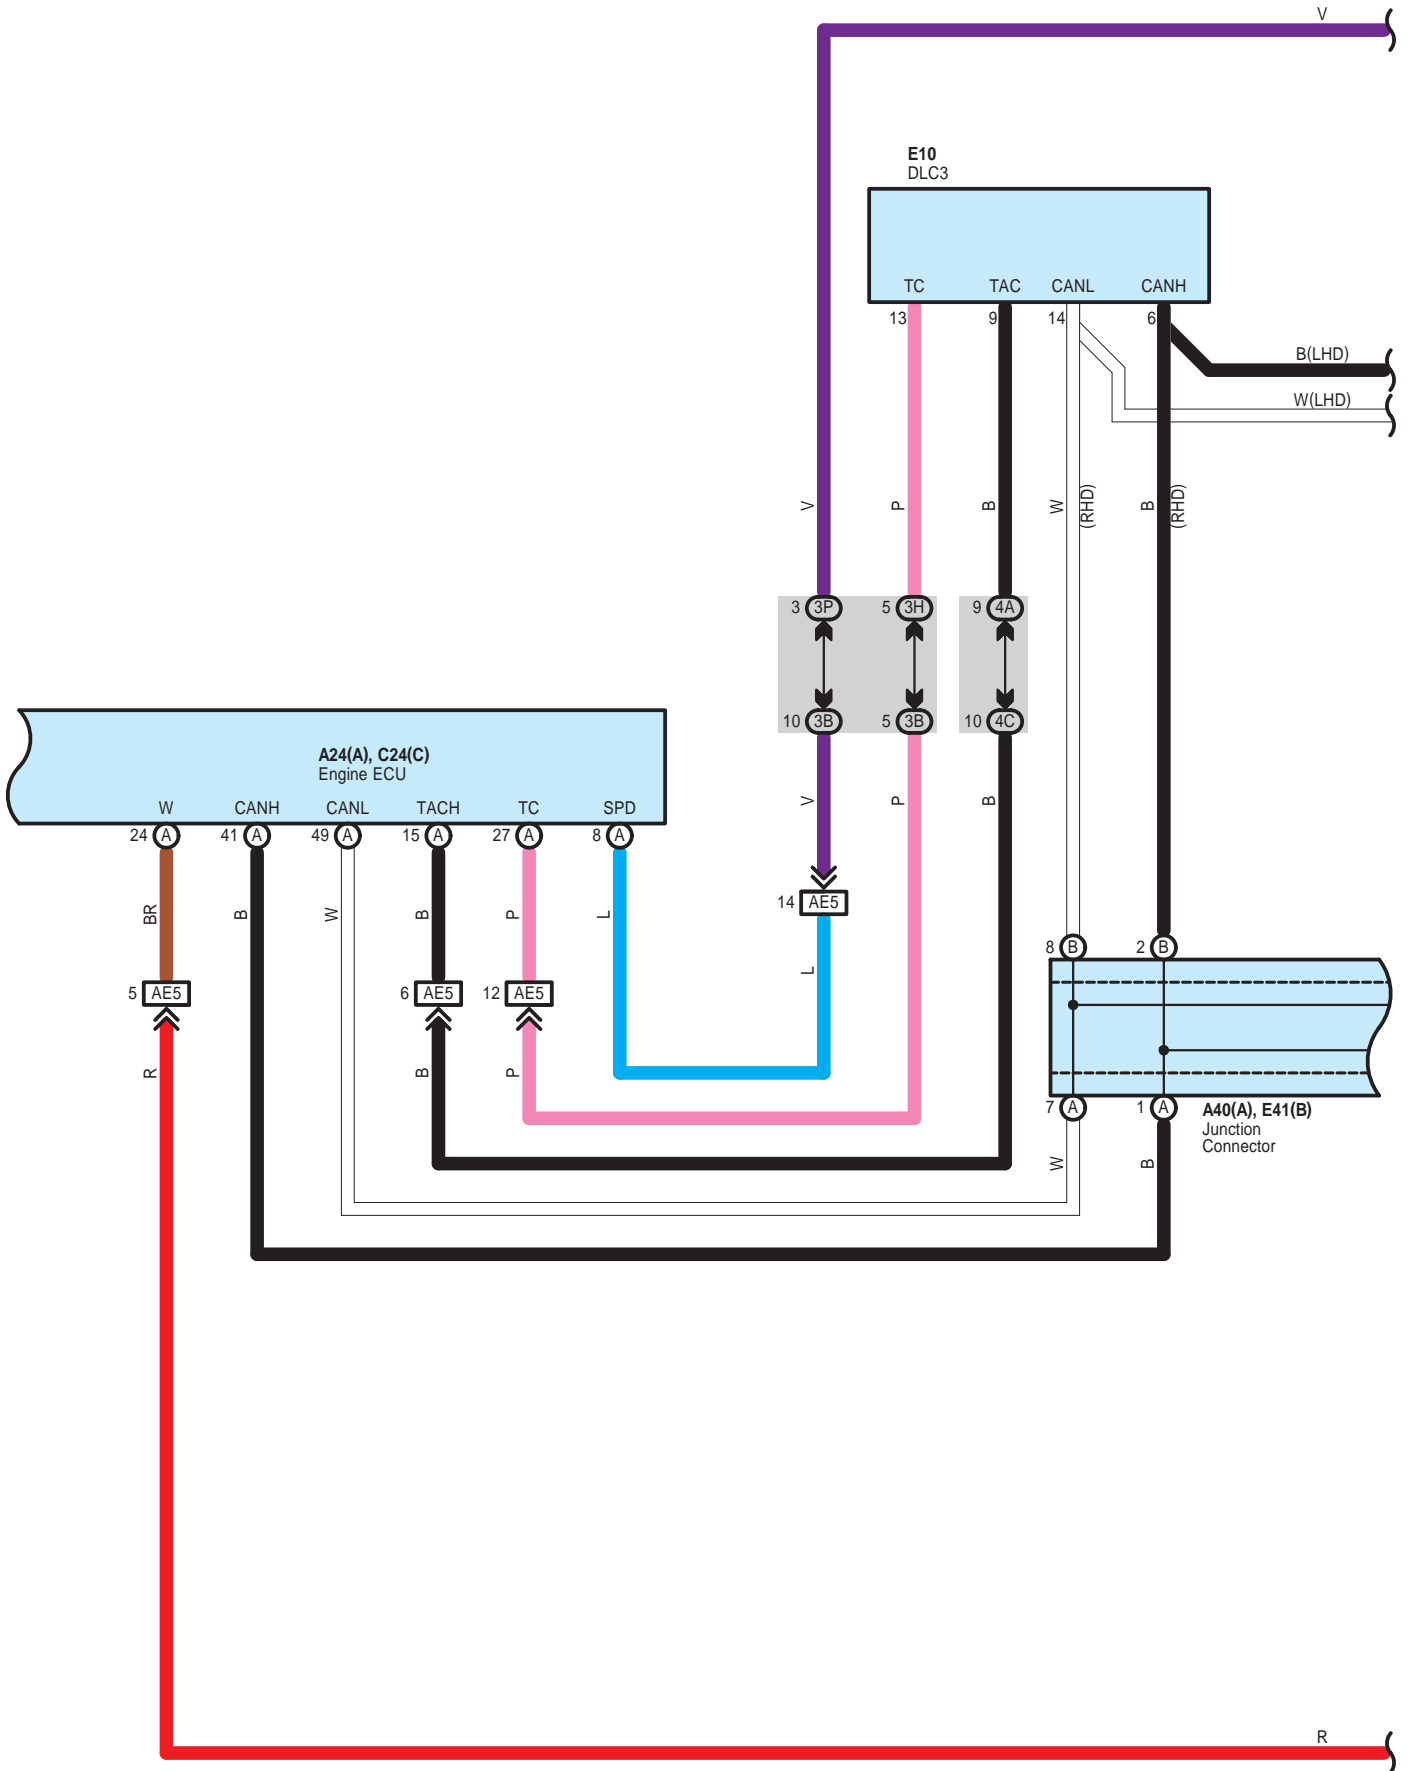 V
E10
DLC3
TC TAC CANL CANH
13 9 14 6
B(LHD)
W(LHD)
V P B W (RHD) B (RHD)
3 3P 5 3H 9 4A
10 3B 5 3B 10 4C
A24(A), C24(C)
Engine ECU
W CANH CANL TACH TC SPD
24 A 41 A 49 A 15 A 27 A 8 A
V P B
BR B W B P L
14 AE5
8 B 2 B
L
5 AE5 6 AE5 12 AE5
R B P
7 A 1 A
A40(A), E41(B)
Junction
Connector
W B
R